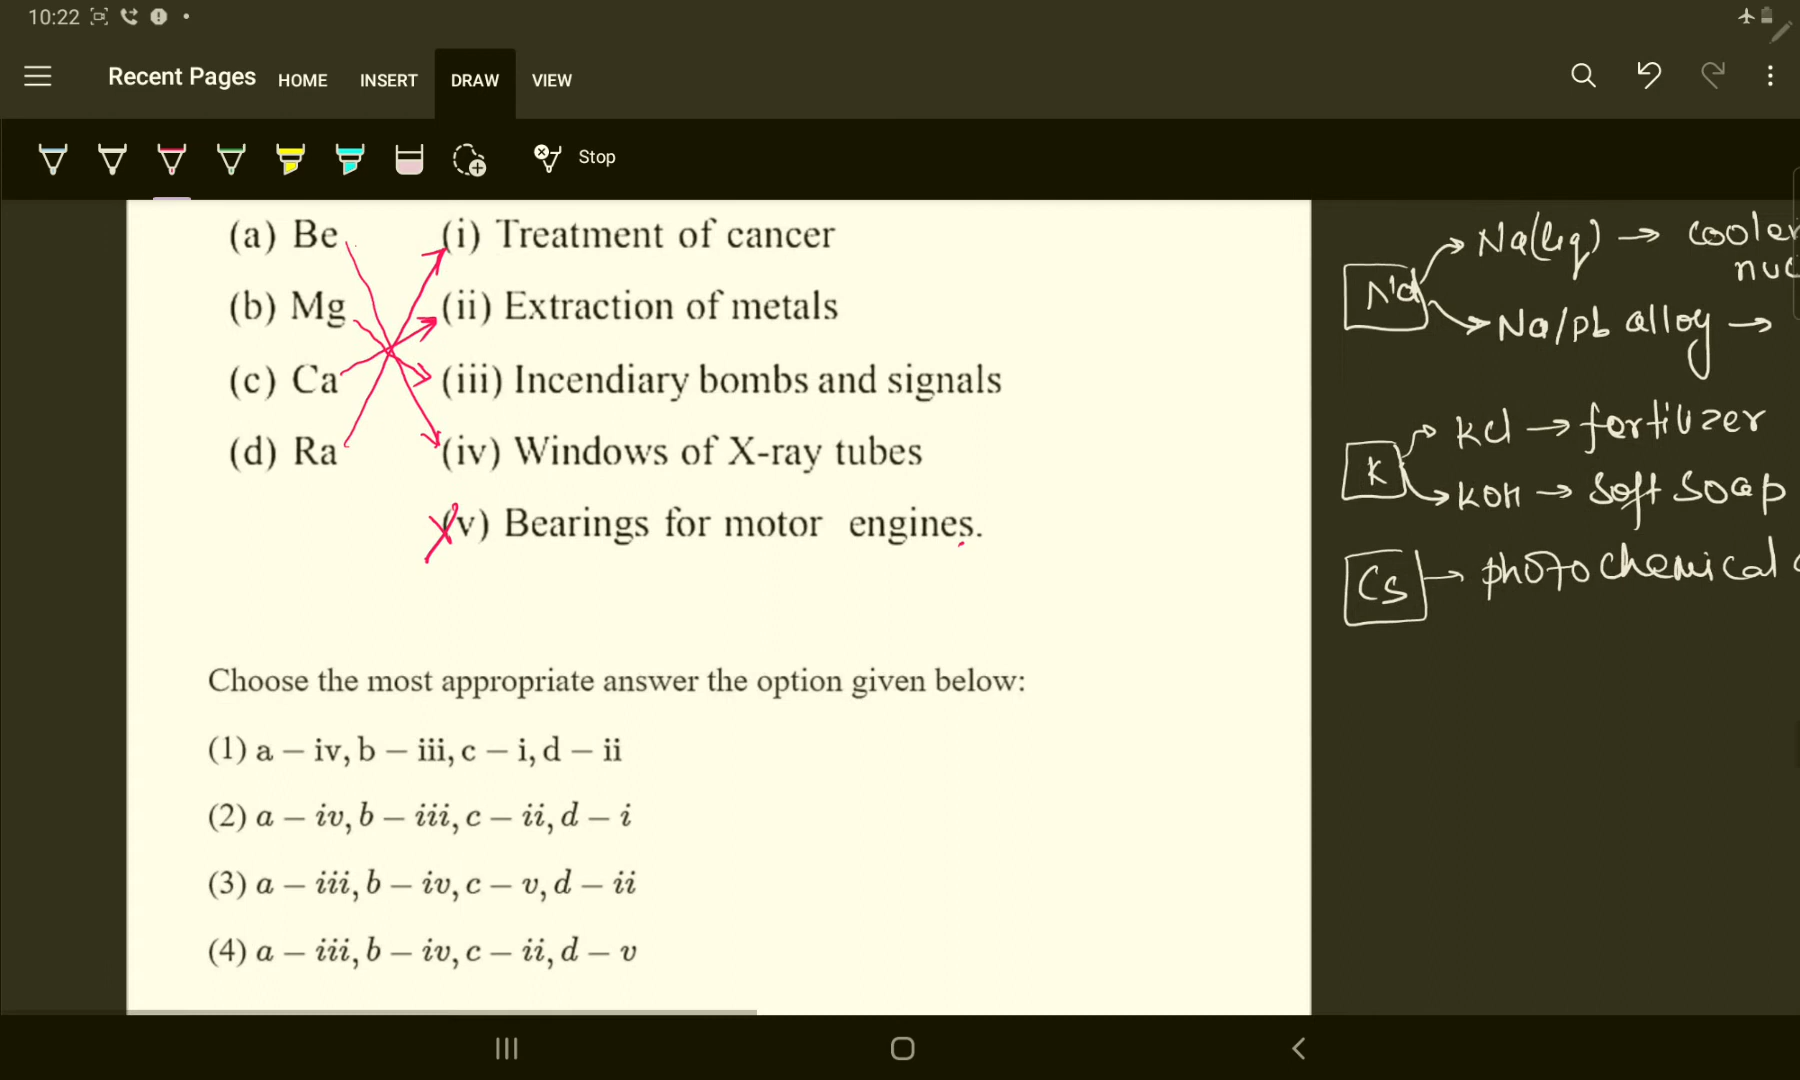 10:22
Recent Pages HOME INSERT DRAW VIEW
Stop
(a) Be (i) Treatment of cancer
(b) Mg (ii) Extraction of metals
(c) Ca (iii) Incendiary bombs and signals
(d) Ra (iv) Windows of X-ray tubes
(v) Bearings for motor engines.
Choose the most appropriate answer the option given below:
(1) a – iv, b – iii, c – i, d – ii
(2) a – iv, b – iii, c – ii, d – i
(3) a – iii, b – iv, c – v, d – ii
(4) a – iii, b – iv, c – ii, d – v
Na(liq) → cooler
nuc
Na
Na/pb alloy →
KCl → fertilizer
K
KOH → Soft Soap
Cs → photochemical